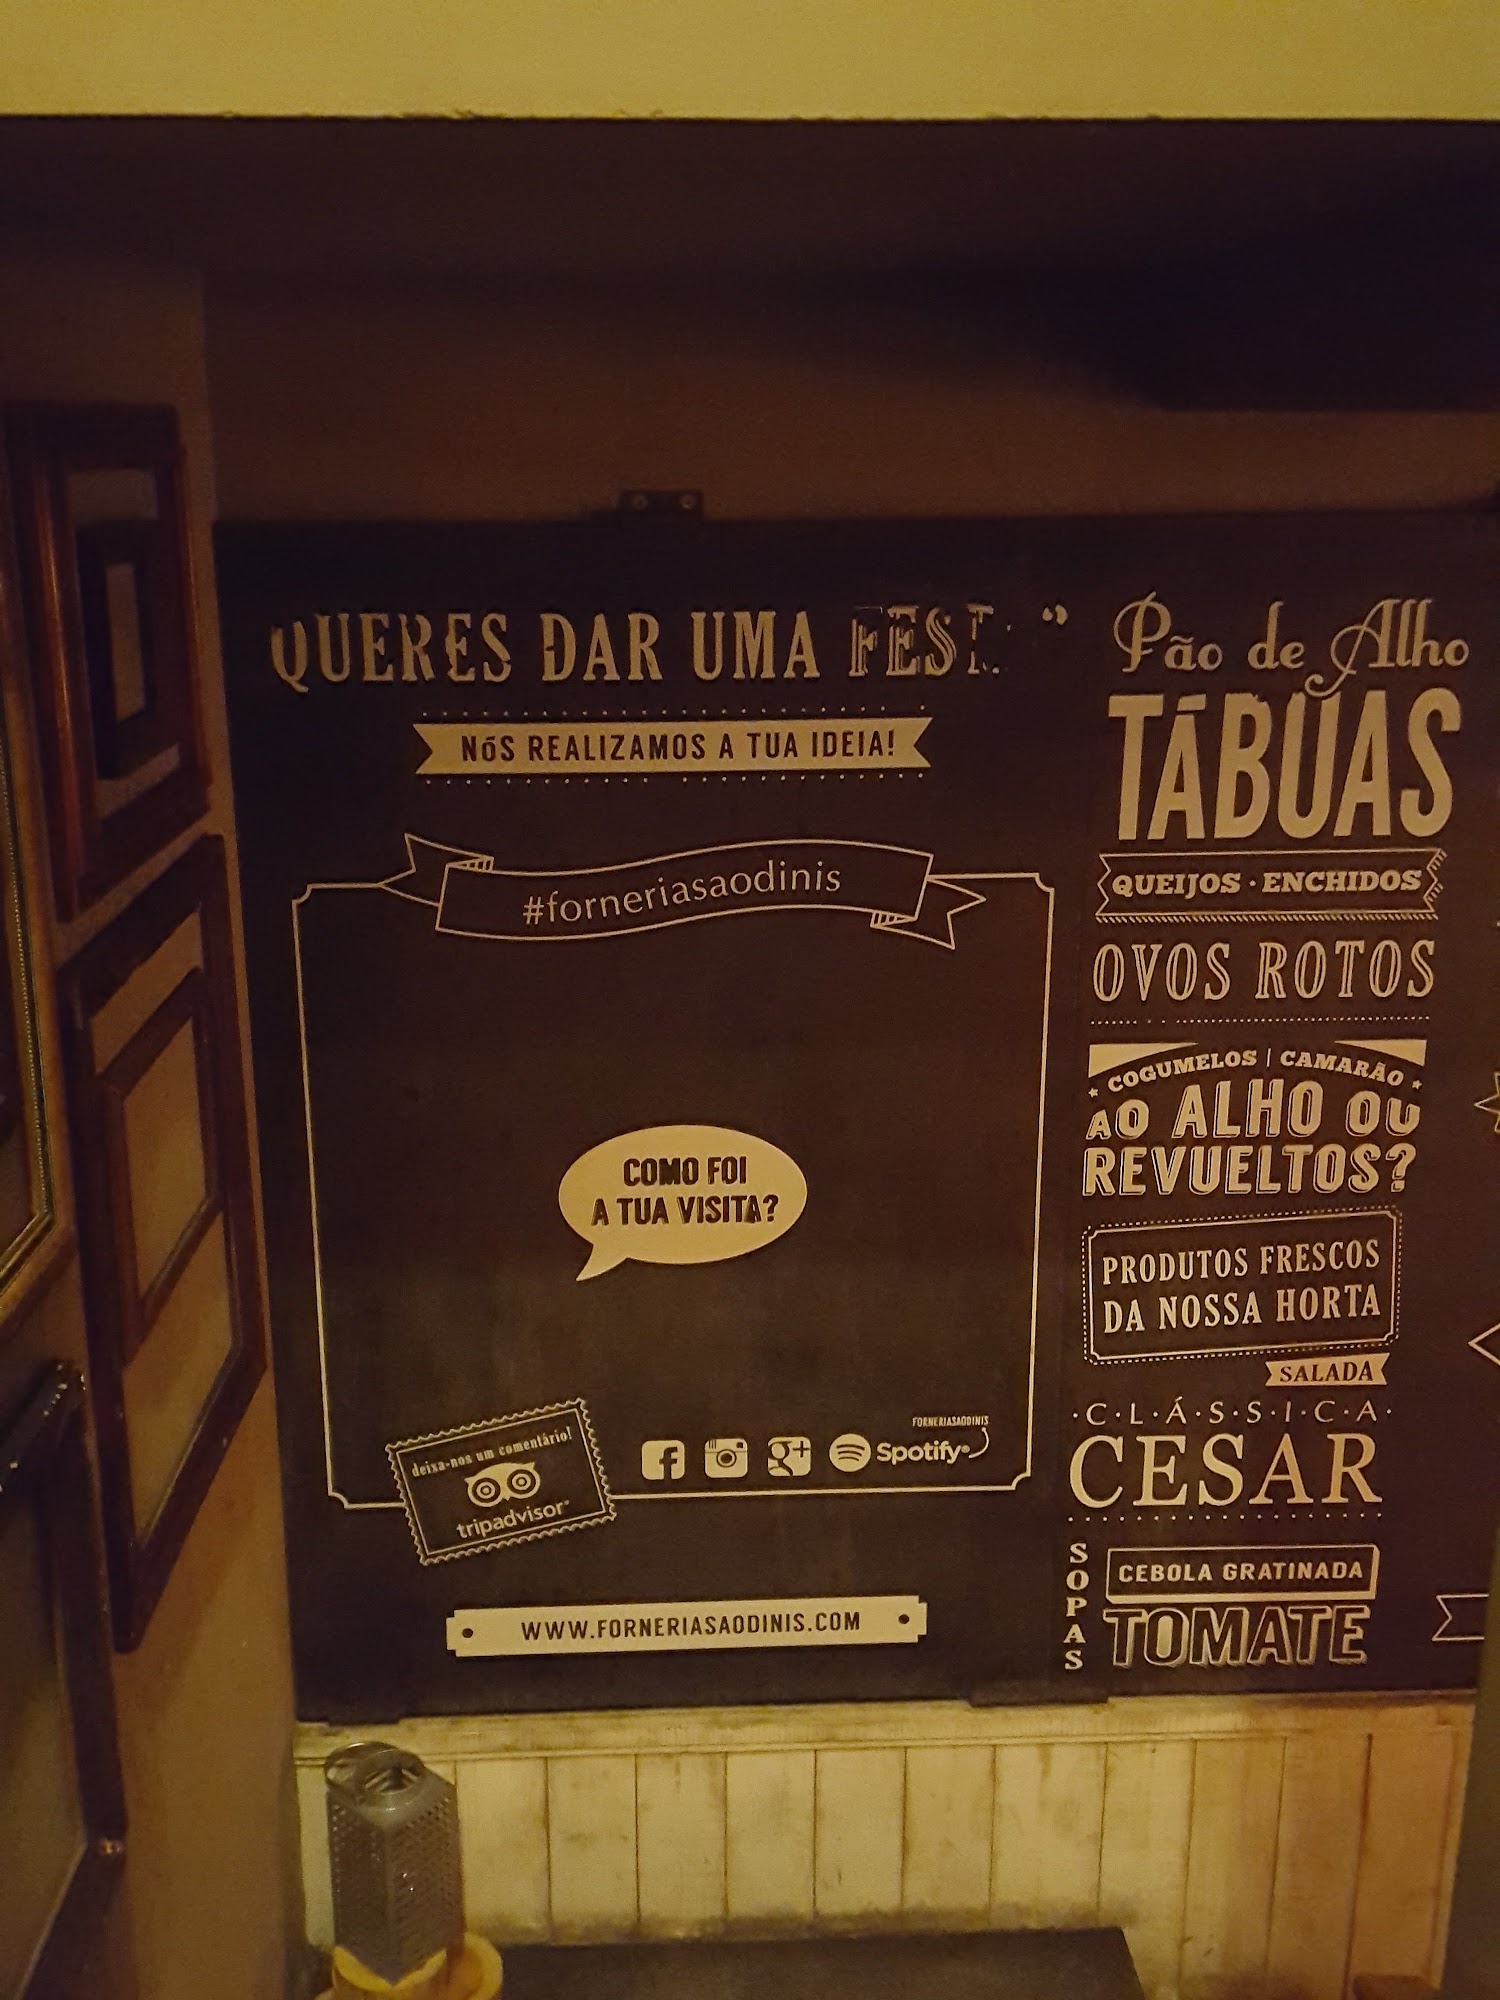 QUERES DAR UMA
NóS REALIZAMOS A TUA IDEIA!
#forneriasaodinis
COMO FOI
A TUA VISITA?
deixa-nos um comentário!
tripadvisor
FORNERIASAODINIS
Spotify
WWW.FORNERIASAODINIS.COM
Pão de Alho
TÁBUAS
QUEIJOS · ENCHIDOS
OVOS ROTOS
COGUMELOS | CAMARÃO
AO ALHO OU
REVUELTOS?
PRODUTOS FRESCOS
DA NOSSA HORTA
SALADA
·C·L·Á·S·S·I·C·A·
CESAR
SOPAS
CEBOLA GRATINADA
TOMATE